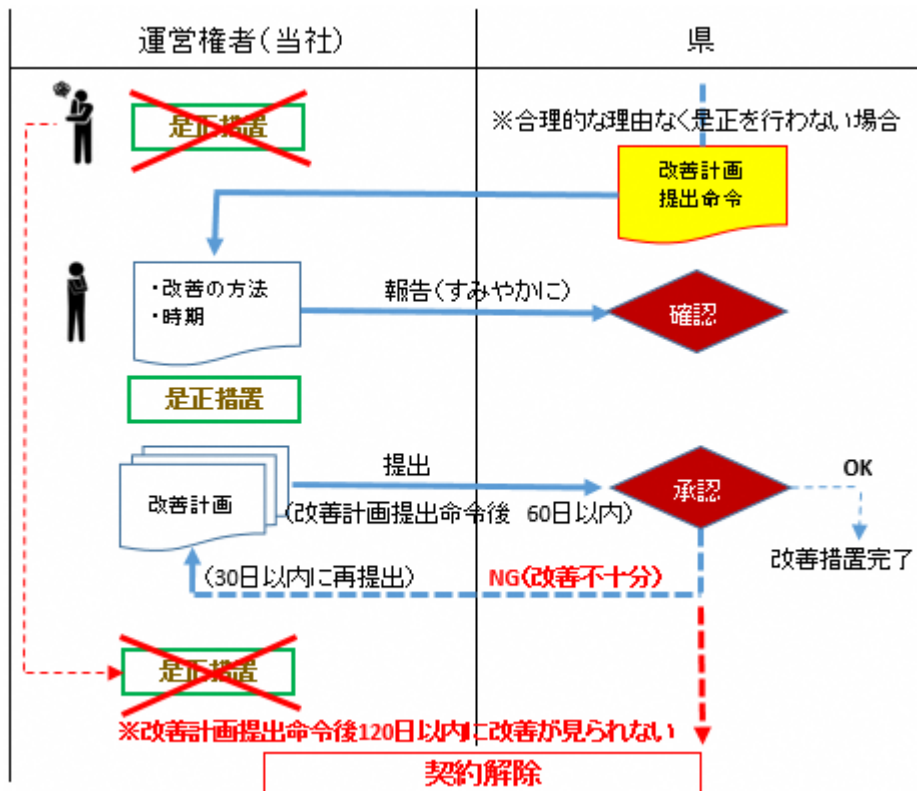 運営権者(当社)
県
是正措置
※合理的な理由なく是正を行わない場合
改善計画
提出命令
・改善の方法
・時期
報告(すみやかに)
確認
是正措置
改善計画
提出
(改善計画提出命令後 60日以内)
承認
OK
改善措置完了
(30日以内に再提出)
NG(改善不十分)
是正措置
※改善計画提出命令後120日以内に改善が見られない
契約解除